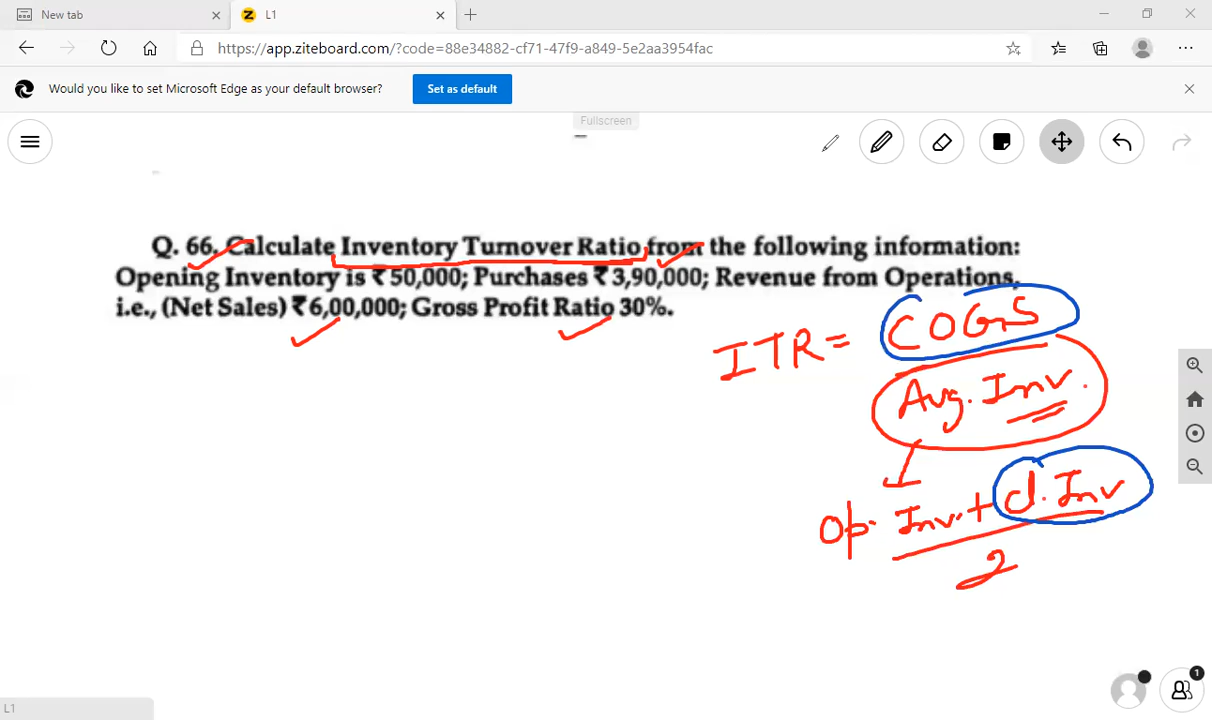 New tab
L1
https://app.ziteboard.com/?code=88e34882-cf71-47f9-a849-5e2aa3954fac
Would you like to set Microsoft Edge as your default browser?
Set as default
Fullscreen
Q. 66. Calculate Inventory Turnover Ratio from the following information:
Opening Inventory is ₹ 50,000; Purchases ₹ 3,90,000; Revenue from Operations,
i.e., (Net Sales) ₹ 6,00,000; Gross Profit Ratio 30%.
ITR = COGS
Avg. Inv.
Op. Inv. + cl. Inv
2
1
L1